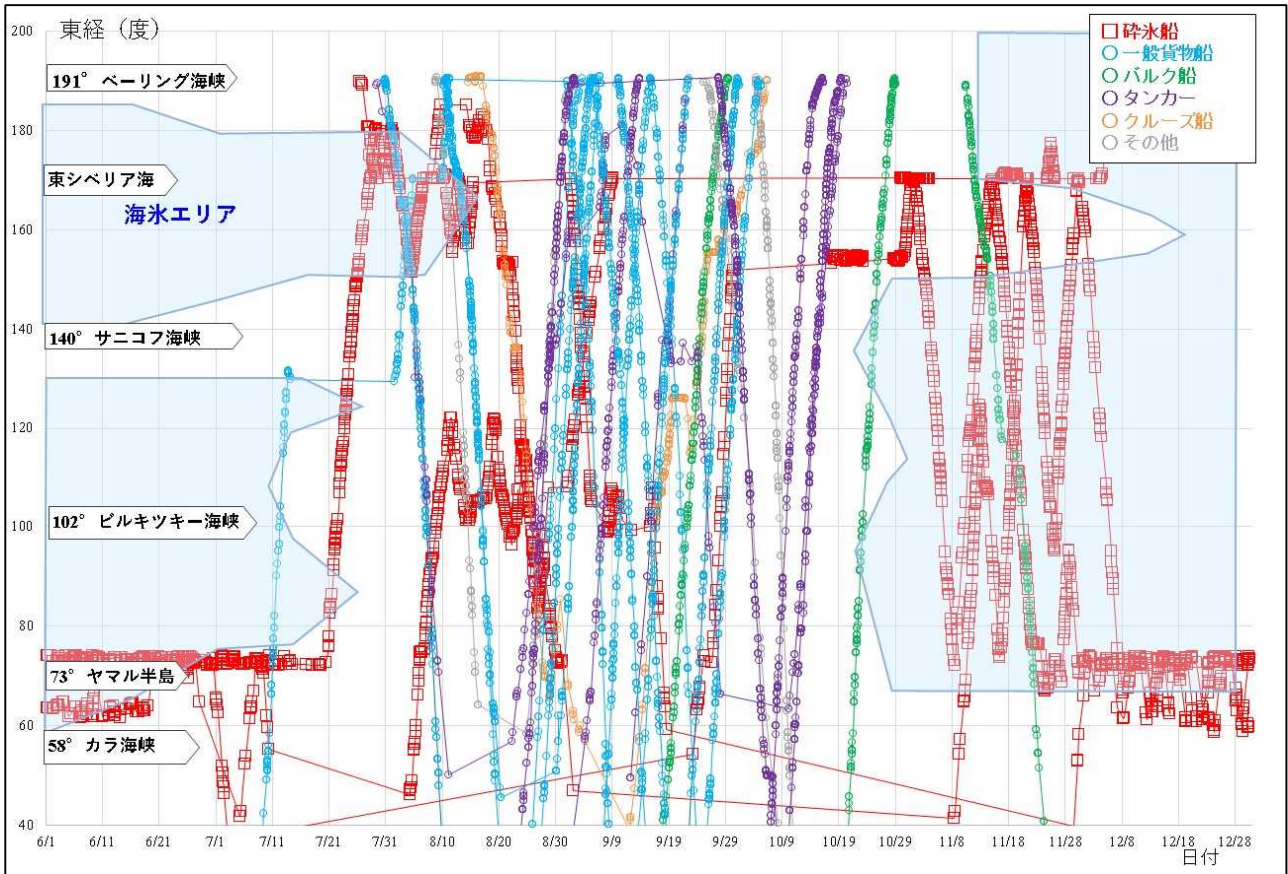 東経（度）
200
180
160
140
120
100
80
60
40
191° ベーリング海峡
東シベリア海
海氷エリア
140° サニコフ海峡
102° ビルキツキー海峡
73° ヤマル半島
58° カラ海峡
砕氷船
一般貨物船
バルク船
タンカー
クルーズ船
その他
6/1 6/11 6/21 7/1 7/11 7/21 7/31 8/10 8/20 8/30 9/9 9/19 9/29 10/9 10/19 10/29 11/8 11/18 11/28 12/8 12/18 12/28
日付